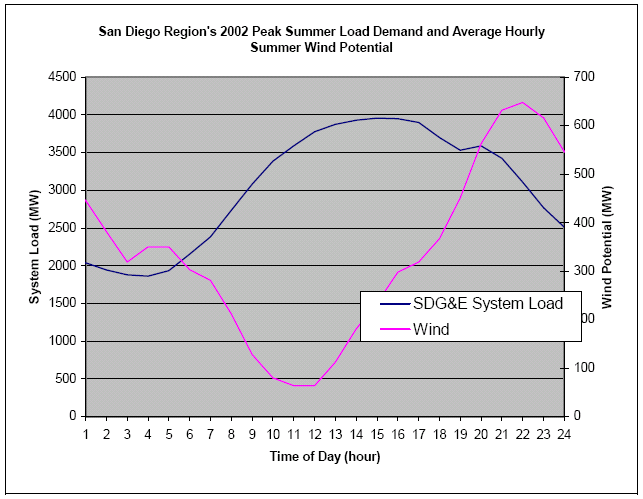 San Diego Region's 2002 Peak Summer Load Demand and Average Hourly
Summer Wind Potential
4500
4000
3500
3000
2500
2000
1500
1000
500
0
System Load (MW)
700
600
500
400
300
00
100
0
Wind Potential (MW)
SDG&E System Load
Wind
1 2 3 4 5 6 7 8 9 10 11 12 13 14 15 16 17 18 19 20 21 22 23 24
Time of Day (hour)